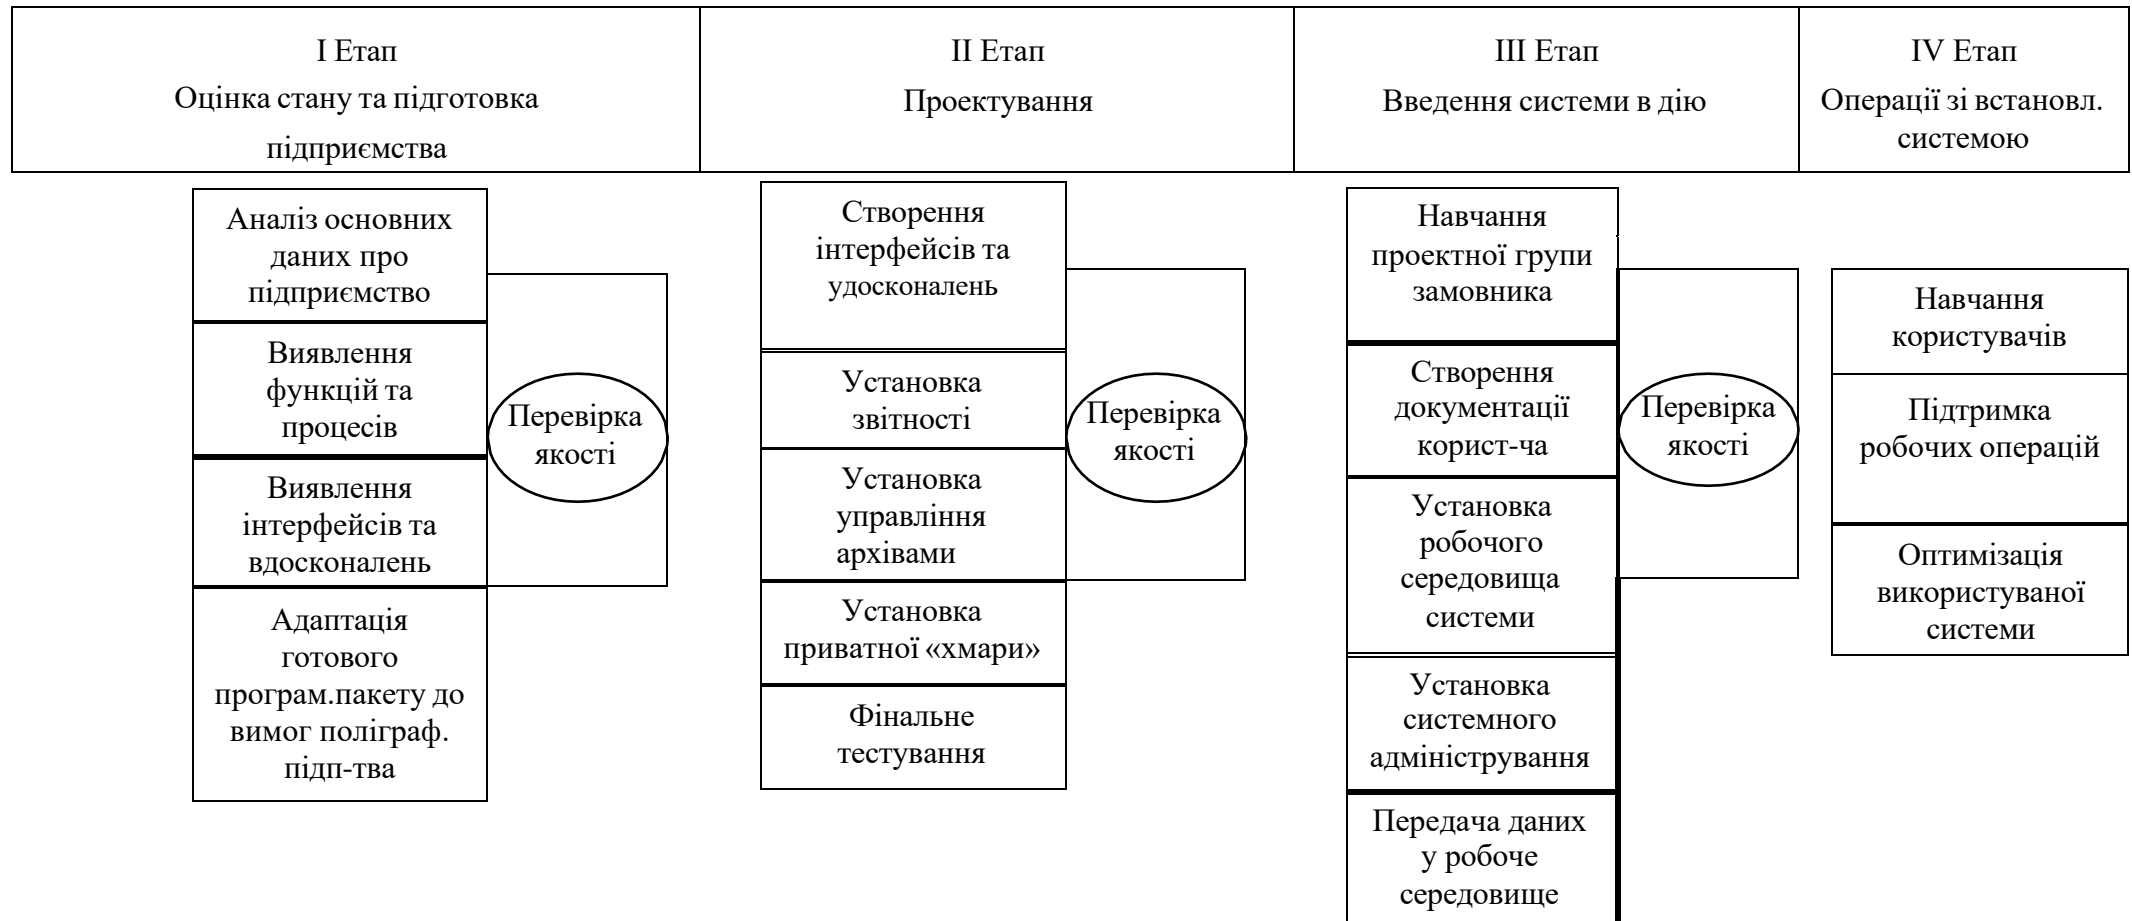 I Етап
Оцінка стану та підготовка
підприємства
II Етап
Проектування
III Етап
Введення системи в дію
IV Етап
Операції зі встановл.
системою
Аналіз основних
даних про
підприємство
Виявлення
функцій та
процесів
Виявлення
інтерфейсів та
вдосконалень
Адаптація
готового
програм.пакету до
вимог поліграф.
підп-тва
Перевірка
якості
Створення
інтерфейсів та
удосконалень
Установка
звітності
Установка
управління
архівами
Установка
приватної «хмари»
Фінальне
тестування
Перевірка
якості
Навчання
проектної групи
замовника
Створення
документації
корист-ча
Установка
робочого
середовища
системи
Установка
системного
адміністрування
Передача даних
у робоче
середовище
Перевірка
якості
Навчання
користувачів
Підтримка
робочих операцій
Оптимізація
використуваної
системи